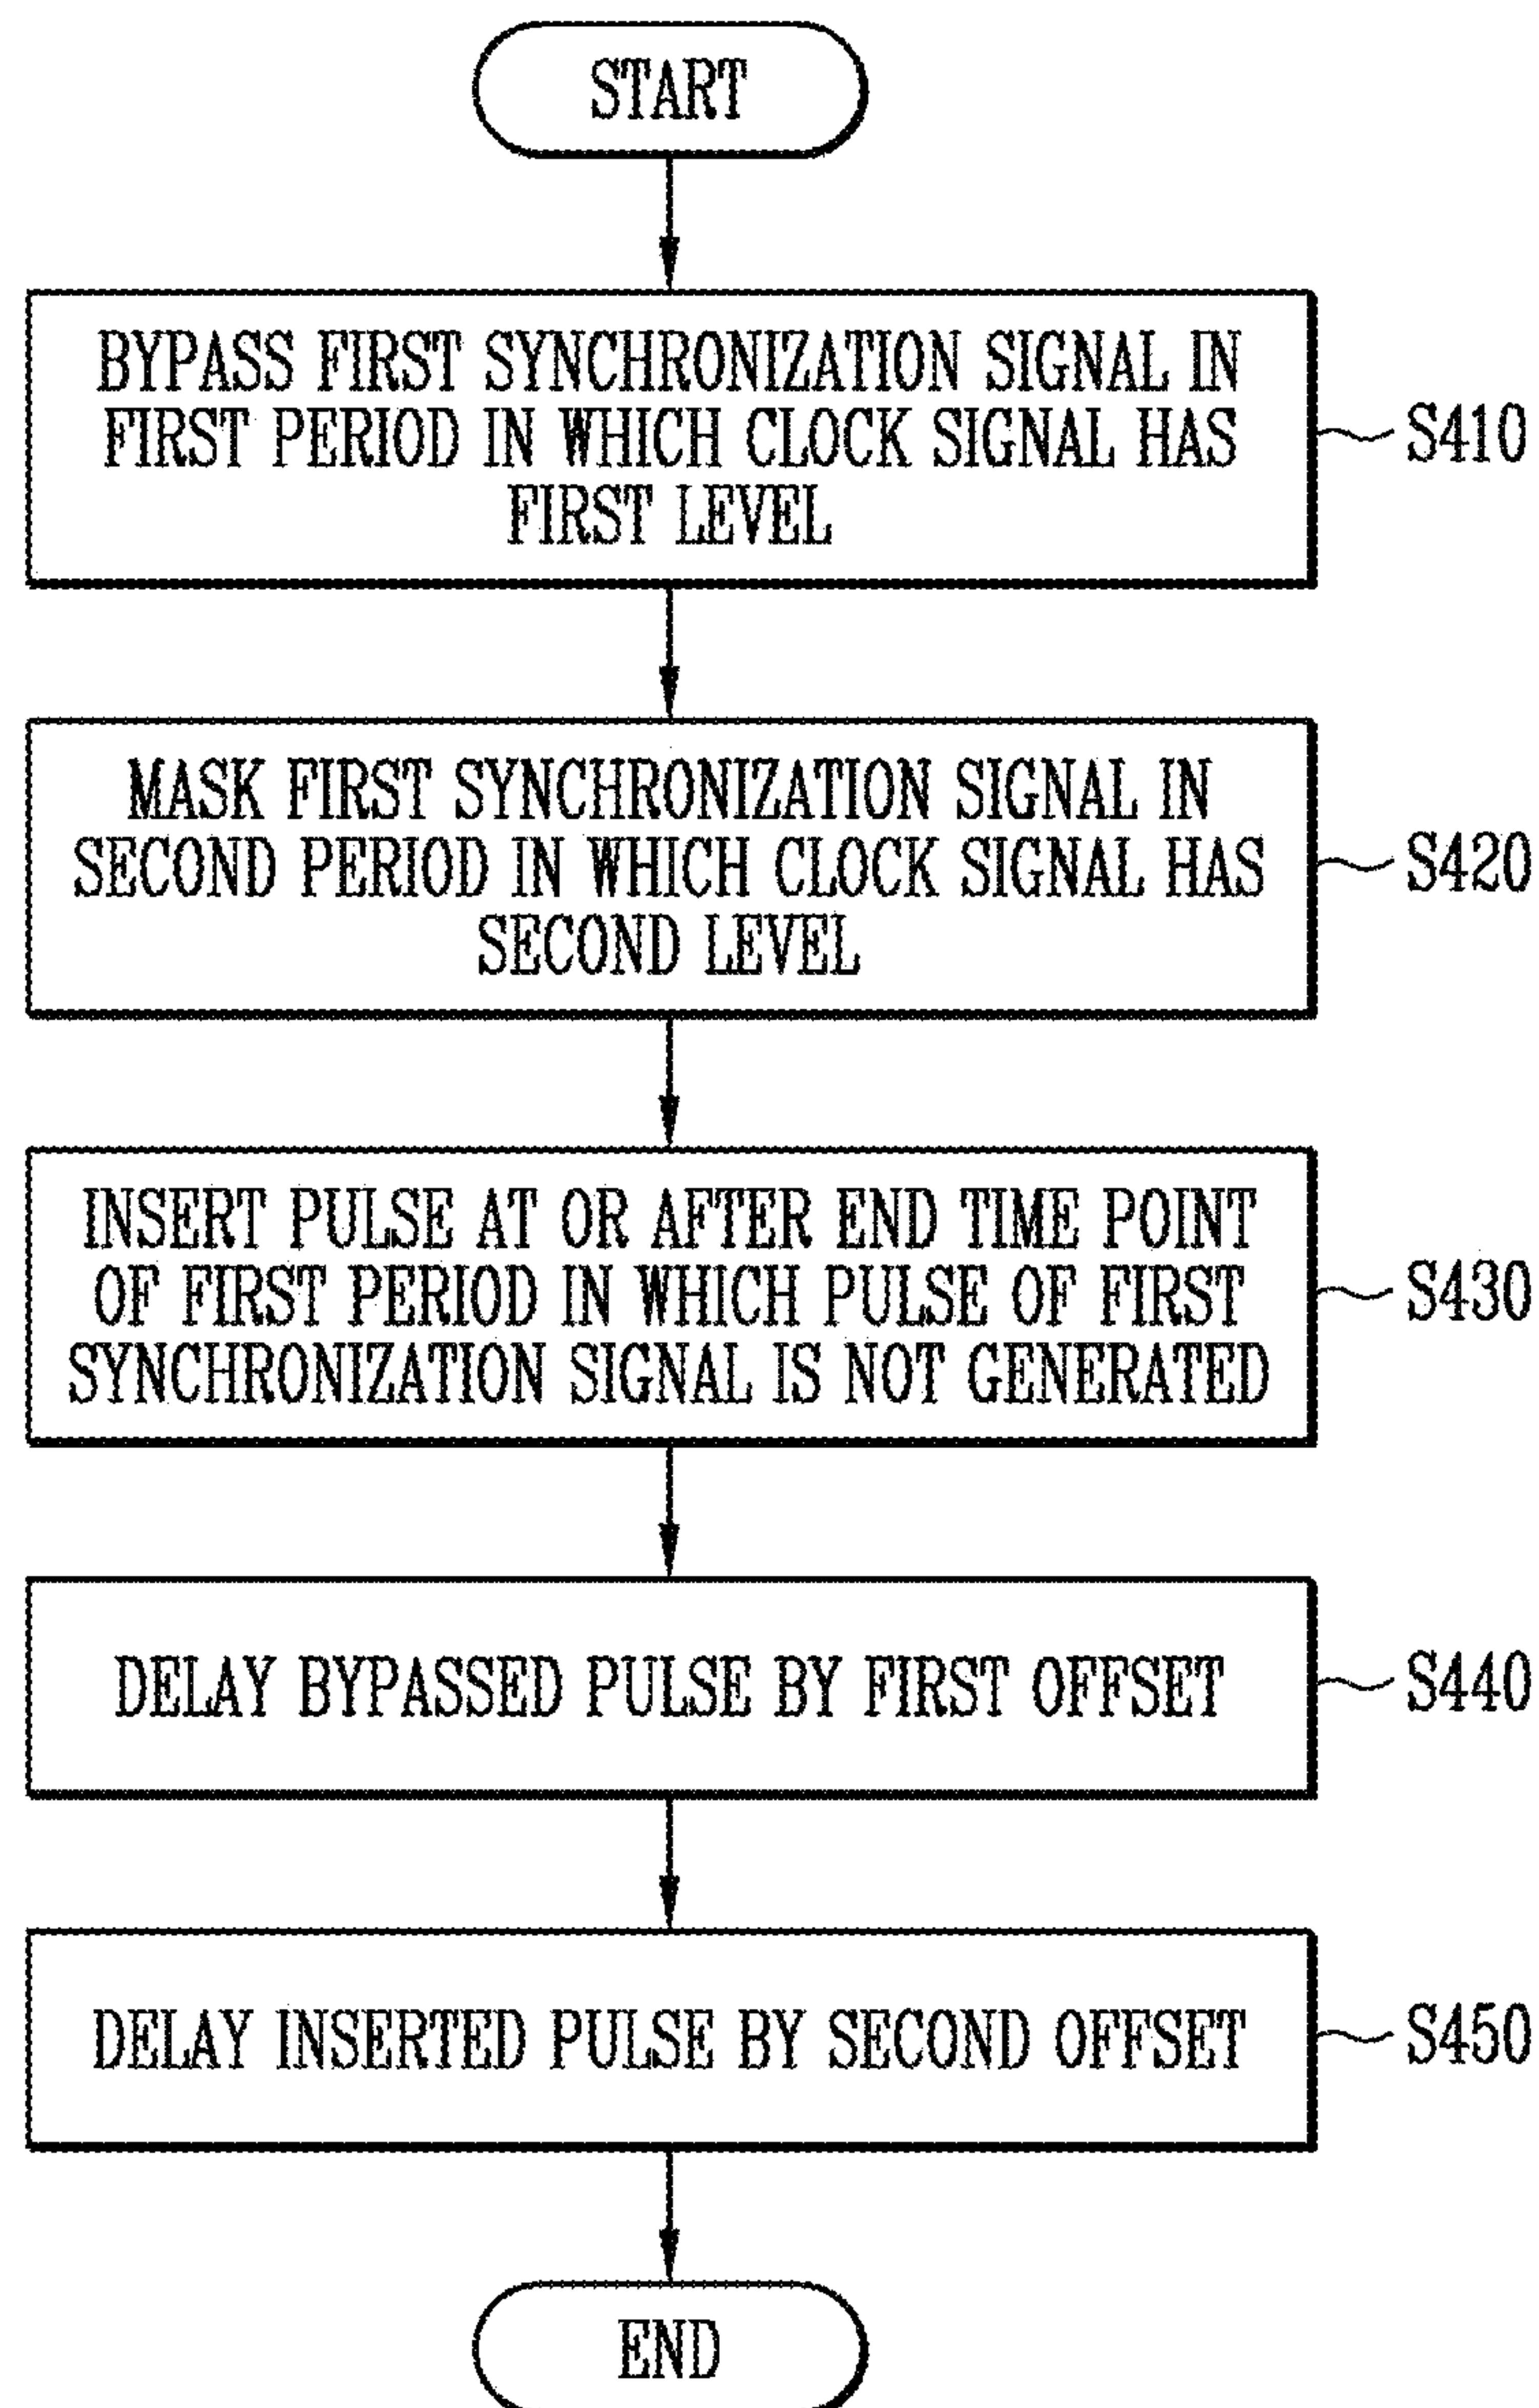 START
BYPASS FIRST SYNCHRONIZATION SIGNAL IN
FIRST PERIOD IN WHICH CLOCK SIGNAL HAS
FIRST LEVEL
S410
MASK FIRST SYNCHRONIZATION SIGNAL IN
SECOND PERIOD IN WHICH CLOCK SIGNAL HAS
SECOND LEVEL
S420
INSERT PULSE AT OR AFTER END TIME POINT
OF FIRST PERIOD IN WHICH PULSE OF FIRST
SYNCHRONIZATION SIGNAL IS NOT GENERATED
S430
DELAY BYPASSED PULSE BY FIRST OFFSET
S440
DELAY INSERTED PULSE BY SECOND OFFSET
S450
END